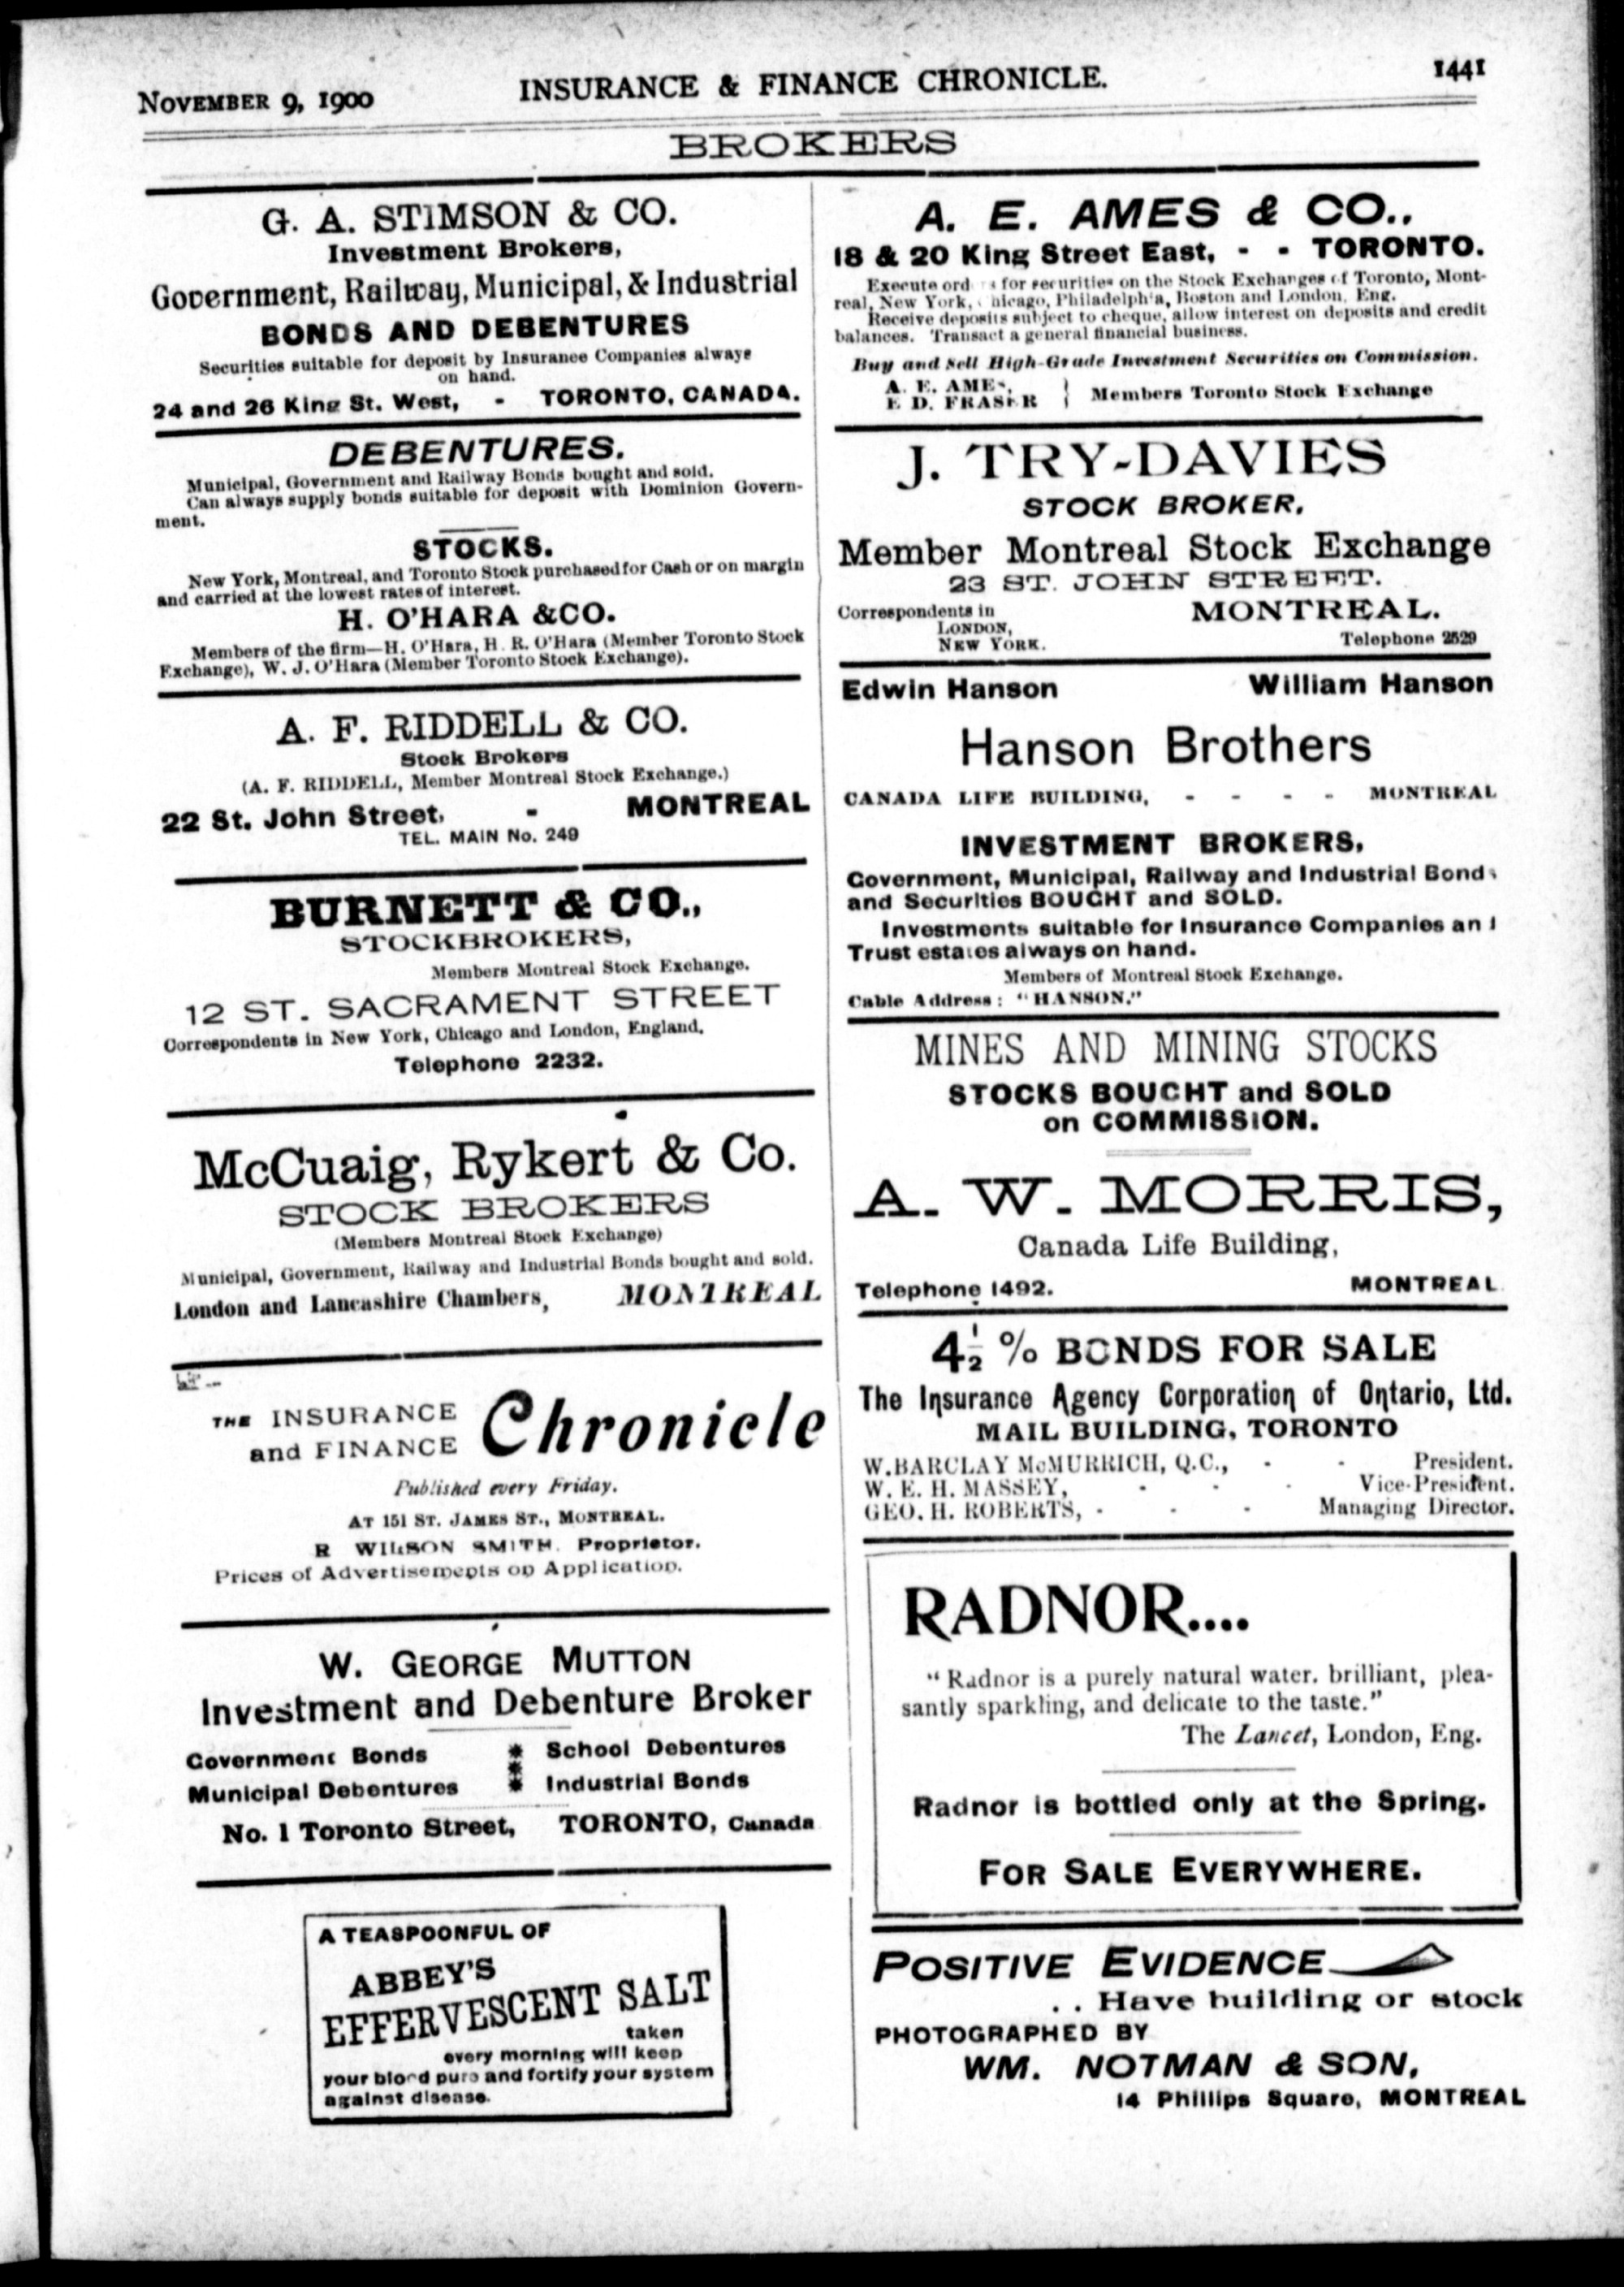 NOVEMBER 9, 1900
INSURANCE & FINANCE CHRONICLE.
1441
BROKERS
G. A. STIMSON & CO.
Investment Brokers,
Government, Railway, Municipal, & Industrial
BONDS AND DEBENTURES
Securities suitable for deposit by Insurance Companies always
on hand.
24 and 26 King St. West, - TORONTO, CANADA.
DEBENTURES.
Municipal, Government and Railway Bonds bought and sold.
Can always supply bonds suitable for deposit with Dominion Govern-
ment.
STOCKS.
New York, Montreal, and Toronto Stock purchased for Cash or on margin
and carried at the lowest rates of interest.
H. O'HARA & CO.
Members of the firm—H. O'Hara, H. R. O'Hara (Member Toronto Stock
Exchange), W. J. O'Hara (Member Toronto Stock Exchange).
A. F. RIDDELL & CO.
Stock Brokers
(A. F. RIDDELL, Member Montreal Stock Exchange.)
22 St. John Street, - MONTREAL
TEL. MAIN No. 249
BURNETT & CO.,
STOCKBROKERS,
Members Montreal Stock Exchange.
12 ST. SACRAMENT STREET
Correspondents in New York, Chicago and London, England.
Telephone 2232.
McCuaig, Rykert & Co.
STOCK BROKERS
(Members Montreal Stock Exchange)
Municipal, Government, Railway and Industrial Bonds bought and sold.
London and Lancashire Chambers, MONTREAL
THE INSURANCE
and FINANCE Chronicle
Published every Friday.
AT 151 ST. JAMES ST., MONTREAL.
R WILSON SMITH. Proprietor.
Prices of Advertisements on Application.
W. GEORGE MUTTON
Investment and Debenture Broker
Government Bonds * School Debentures
*
Municipal Debentures * Industrial Bonds
No. 1 Toronto Street, TORONTO, Canada
A TEASPOONFUL OF
ABBEY'S
EFFERVESCENT SALT
taken
every morning will keep
your blood pure and fortify your system
against disease.
A. E. AMES & CO.,
18 & 20 King Street East, - - TORONTO.
Execute for securities on the Stock Exchanges of Toronto, Mont-
real, New York, Chicago, Philadelphia, Boston and London, Eng.
Receive deposits subject to cheque, allow interest on deposits and credit
balances. Transact a general financial business.
Buy and Sell High-Grade Investment Securities on Commission.
A. E. AMES,
E. D. FRASER } Members Toronto Stock Exchange
J. TRY-DAVIES
STOCK BROKER,
Member Montreal Stock Exchange
23 ST. JOHN STREET.
Correspondents in MONTREAL.
LONDON,
NEW YORK. Telephone 2529
Edwin Hanson William Hanson
Hanson Brothers
CANADA LIFE BUILDING, - - - - MONTREAL
INVESTMENT BROKERS,
Government, Municipal, Railway and Industrial Bonds
and Securities BOUGHT and SOLD.
Investments suitable for Insurance Companies and
Trust estates always on hand.
Members of Montreal Stock Exchange.
Cable Address: "HANSON."
MINES AND MINING STOCKS
STOCKS BOUGHT and SOLD
on COMMISSION.
A. W. MORRIS,
Canada Life Building,
Telephone 1492. MONTREAL
4½ % BONDS FOR SALE
The Insurance Agency Corporation of Ontario, Ltd.
MAIL BUILDING, TORONTO
W. BARCLAY McMURRICH, Q.C., - - President.
W. E. H. MASSEY, - - - Vice-President.
GEO. H. ROBERTS, - - - Managing Director.
RADNOR....
"Radnor is a purely natural water. brilliant, plea-
santly sparkling, and delicate to the taste."
The Lancet, London, Eng.
Radnor is bottled only at the Spring.
FOR SALE EVERYWHERE.
POSITIVE EVIDENCE
. . Have building or stock
PHOTOGRAPHED BY
WM. NOTMAN & SON,
14 Phillips Square, MONTREAL